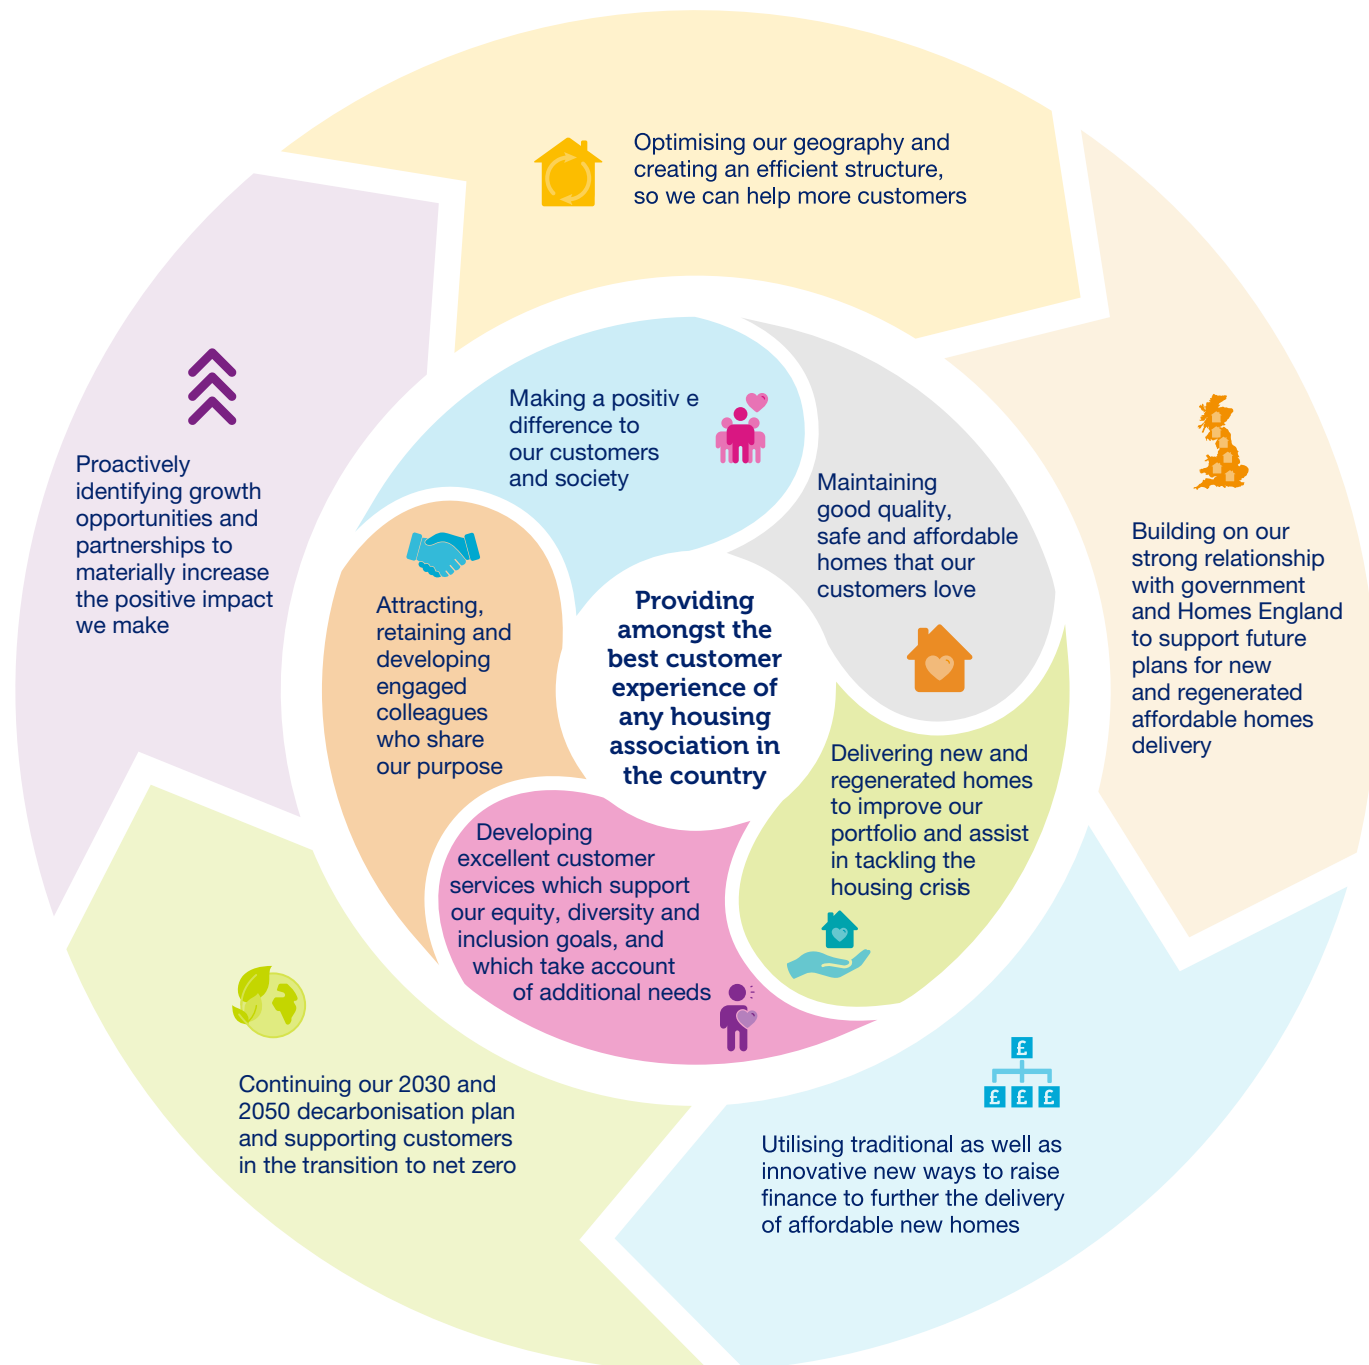 Optimising our geography and
creating an efficient structure,
so we can help more customers
Building on our
strong relationship
with government
and Homes England
to support future
plans for new
and regenerated
affordable homes
delivery
£
£ £ £
Utilising traditional as well as
innovative new ways to raise
finance to further the delivery
of affordable new homes
Continuing our 2030 and
2050 decarbonisation plan
and supporting customers
in the transition to net zero
Proactively
identifying growth
opportunities and
partnerships to
materially increase
the positive impact
we make
Making a positiv e
difference to
our customers
and society
Maintaining
good quality,
safe and affordable
homes that our
customers love
Delivering new and
regenerated homes
to improve our
portfolio and assist
in tackling the
housing crisis
Developing
excellent customer
services which support
our equity, diversity and
inclusion goals, and
which take account
of additional needs
Attracting,
retaining and
developing
engaged
colleagues
who share
our purpose
Providing
amongst the
best customer
experience of
any housing
association in
the country